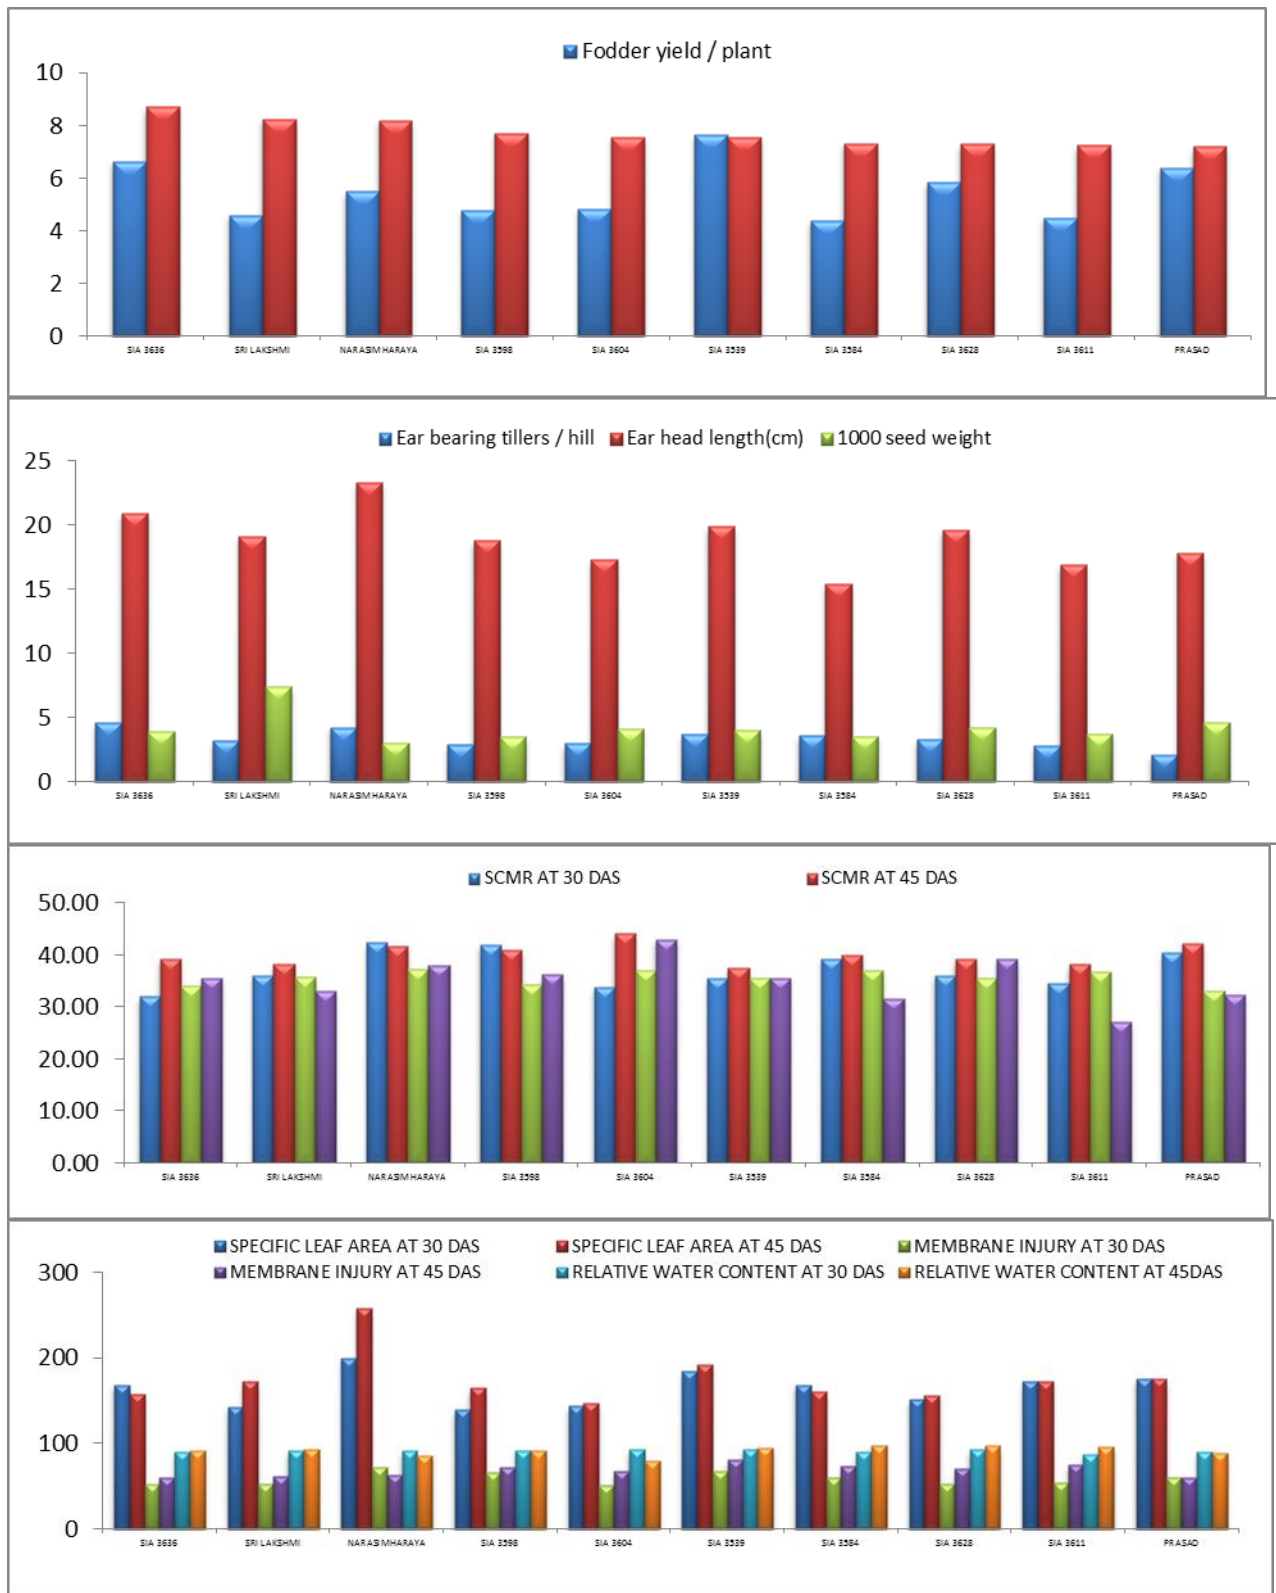 Fodder yield / plant
10
8
6
4
2
0
SIA 3636 SRI LAKSHMI NARASIMHARAYA SIA 3598 SIA 3604 SIA 3539 SIA 3584 SIA 3628 SIA 3611 PRASAD
Ear bearing tillers / hill Ear head length(cm) 1000 seed weight
25
20
15
10
5
0
SIA 3636 SRI LAKSHMI NARASIMHARAYA SIA 3598 SIA 3604 SIA 3539 SIA 3584 SIA 3628 SIA 3611 PRASAD
SCMR AT 30 DAS SCMR AT 45 DAS
50.00
40.00
30.00
20.00
10.00
0.00
SIA 3636 SRI LAKSHMI NARASIMHARAYA SIA 3598 SIA 3604 SIA 3539 SIA 3584 SIA 3628 SIA 3611 PRASAD
SPECIFIC LEAF AREA AT 30 DAS SPECIFIC LEAF AREA AT 45 DAS MEMBRANE INJURY AT 30 DAS
MEMBRANE INJURY AT 45 DAS RELATIVE WATER CONTENT AT 30 DAS RELATIVE WATER CONTENT AT 45DAS
300
200
100
0
SIA 3636 SRI LAKSHMI NARASIMHARAYA SIA 3598 SIA 3604 SIA 3539 SIA 3584 SIA 3628 SIA 3611 PRASAD